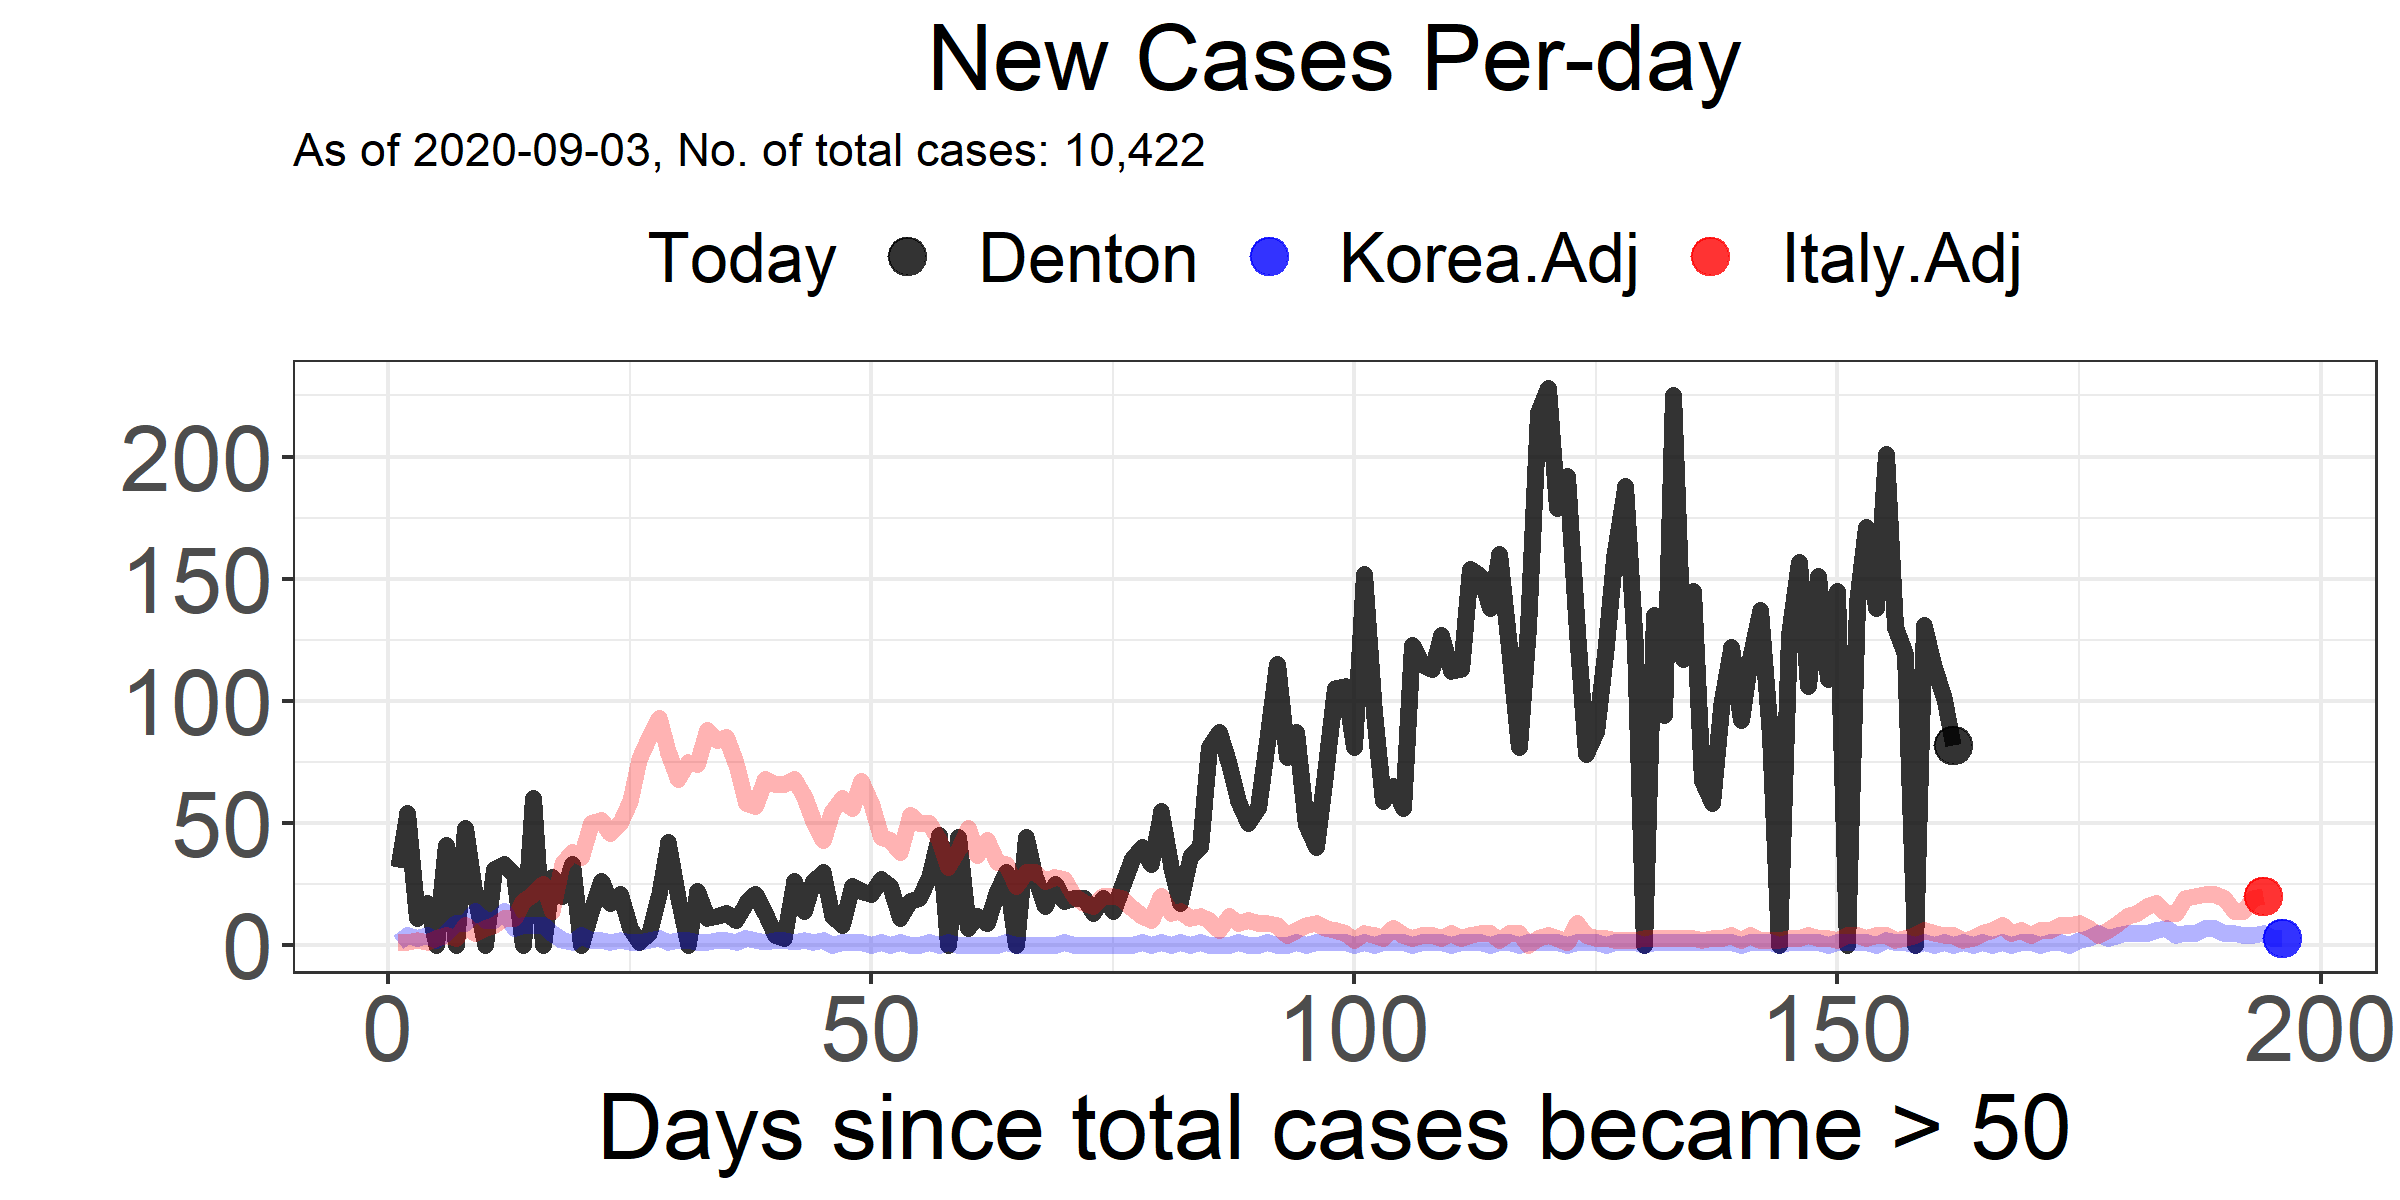 New Cases Per-day
As of 2020-09-03, No. of total cases: 10,422
Today Denton Korea.Adj Italy.Adj
200
150
100
50
0
0 50 100 150 200
Days since total cases became > 50